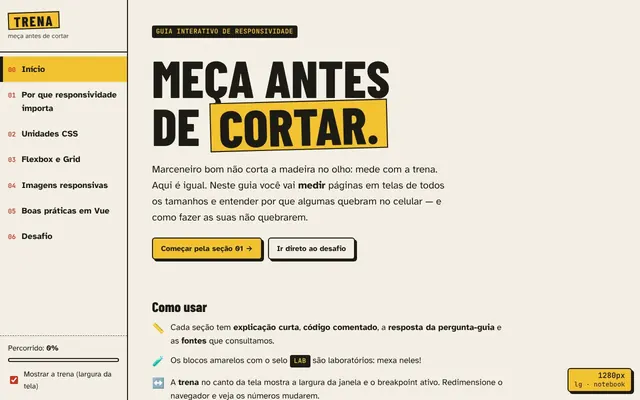 TRENA
meça antes de cortar
00 Início
01 Por que responsividade
importa
02 Unidades CSS
03 Flexbox e Grid
04 Imagens responsivas
05 Boas práticas em Vue
06 Desafio
Percorrido: 0%
Mostrar a trena (largura da
tela)
GUIA INTERATIVO DE RESPONSIVIDADE
MEÇA ANTES
DE CORTAR.
Marceneiro bom não corta a madeira no olho: mede com a trena.
Aqui é igual. Neste guia você vai medir páginas em telas de todos
os tamanhos e entender por que algumas quebram no celular — e
como fazer as suas não quebrarem.
Começar pela seção 01 →
Ir direto ao desafio
Como usar
Cada seção tem explicação curta, código comentado, a resposta da pergunta-guia e
as fontes que consultamos.
Os blocos amarelos com o selo LAB são laboratórios: mexa neles!
A trena no canto da tela mostra a largura da janela e o breakpoint ativo. Redimensione o
navegador e veja os números mudarem.
1280px
lg · notebook